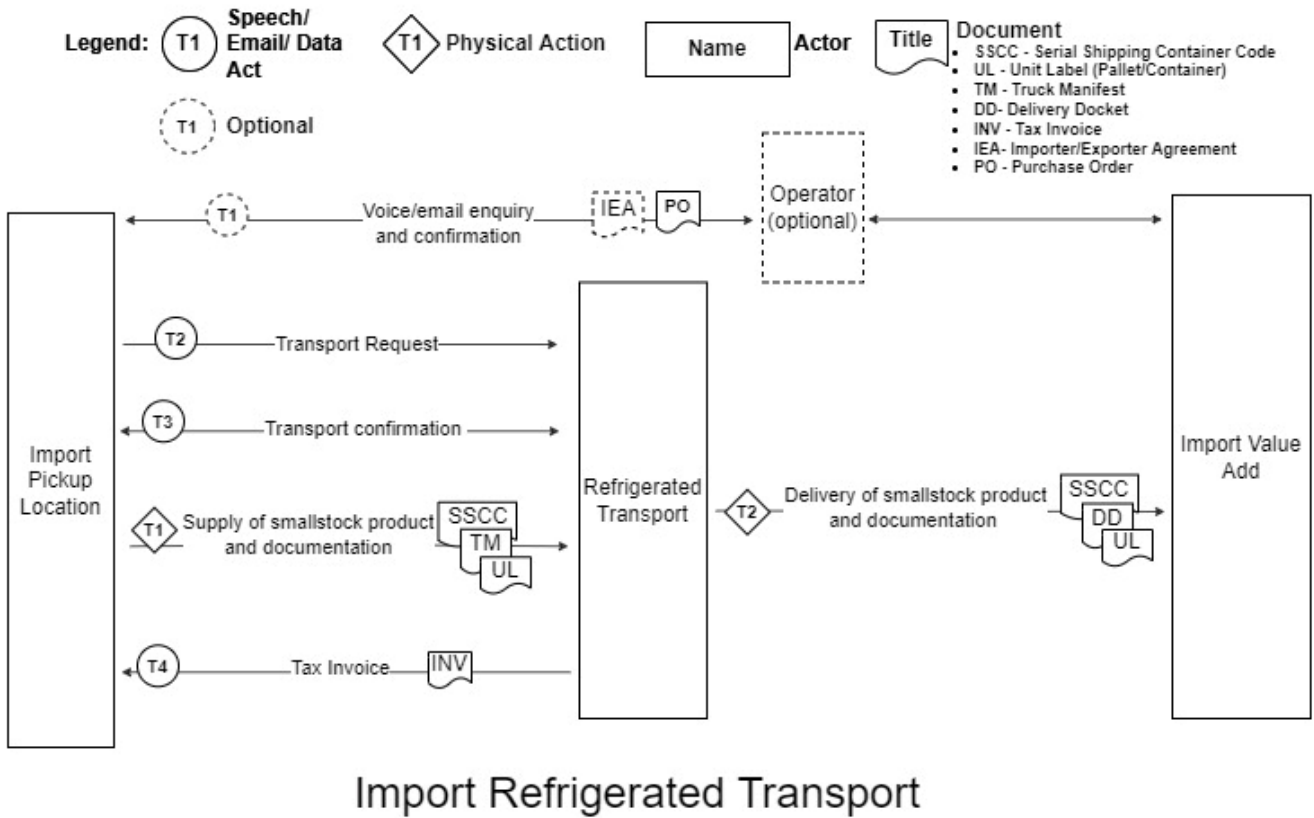 Legend:
T1
Speech/
Email/ Data
Act
T1
Physical Action
Name
Actor
Title
Document
• SSCC - Serial Shipping Container Code
• UL - Unit Label (Pallet/Container)
• TM - Truck Manifest
• DD- Delivery Docket
• INV - Tax Invoice
• IEA- Importer/Exporter Agreement
• PO - Purchase Order
T1
Optional
T1
Voice/email enquiry
and confirmation
IEA
PO
Operator
(optional)
T2
Transport Request
T3
Transport confirmation
Import
Pickup
Location
T1
Supply of smallstock product
and documentation
SSCC
TM
UL
Refrigerated
Transport
T2
Delivery of smallstock product
and documentation
SSCC
DD
UL
Import Value
Add
T4
Tax Invoice
INV
Import Refrigerated Transport